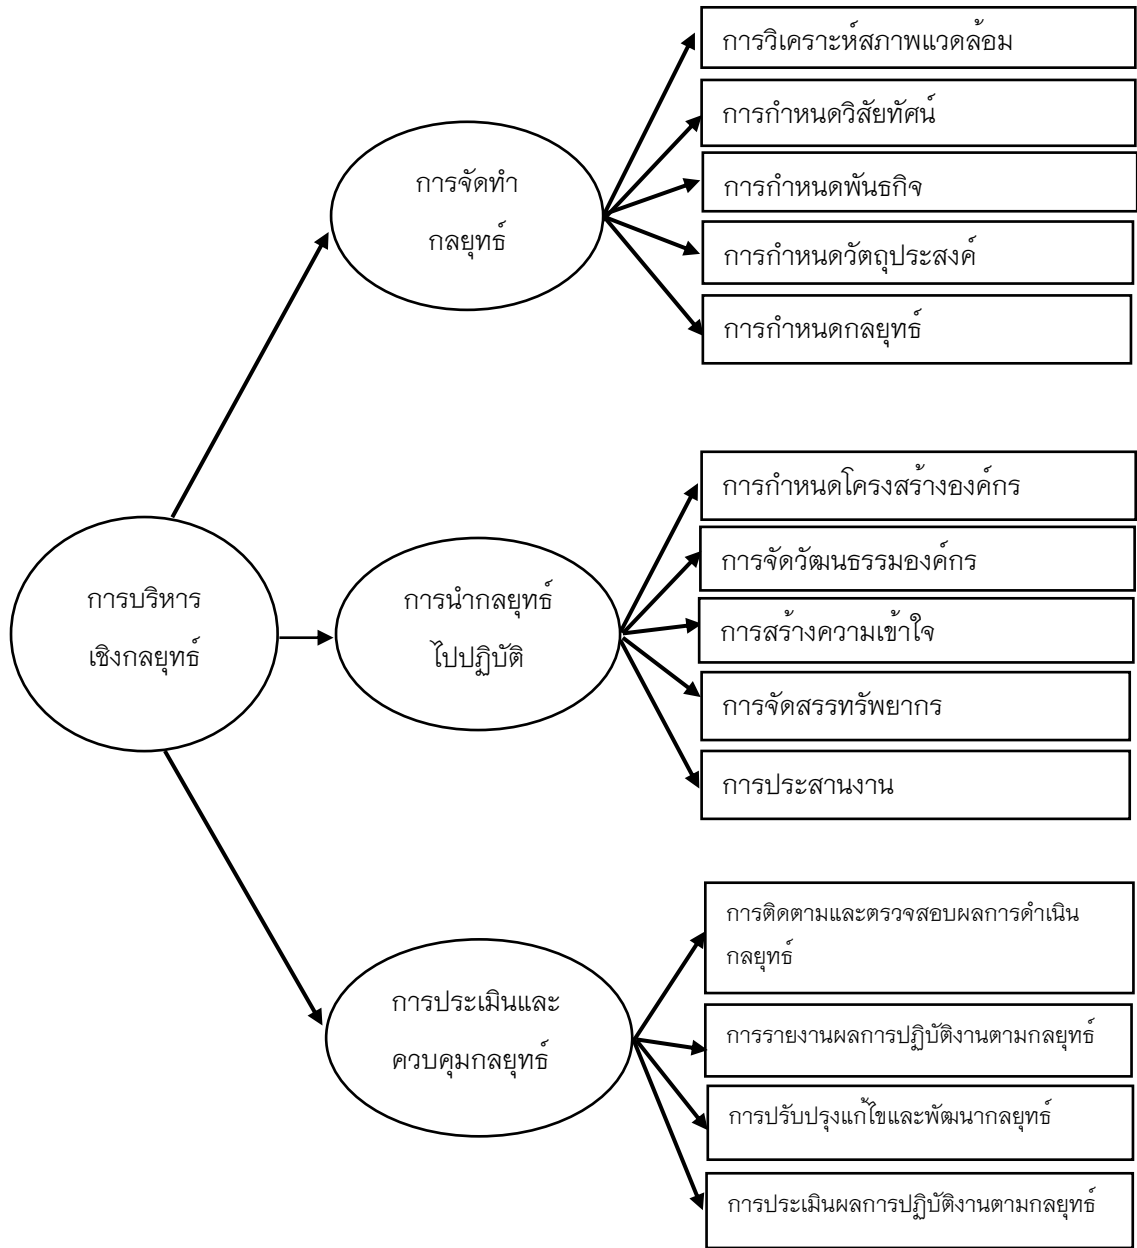 การวิเคราะห์สภาพแวดล้อม
การกำหนดวิสัยทัศน์
การจัดทำ
กลยุทธ์
การกำหนดพันธกิจ
การกำหนดวัตถุประสงค์
การกำหนดกลยุทธ์
การกำหนดโครงสร้างองค์กร
การจัดวัฒนธรรมองค์กร
การบริหาร
เชิงกลยุทธ์
การนำกลยุทธ์
ไปปฏิบัติ
การสร้างความเข้าใจ
การจัดสรรทรัพยากร
การประสานงาน
การติดตามและตรวจสอบผลการดำเนิน
กลยุทธ์
การประเมินและ
ควบคุมกลยุทธ์
การรายงานผลการปฏิบัติงานตามกลยุทธ์
การปรับปรุงแก้ไขและพัฒนากลยุทธ์
การประเมินผลการปฏิบัติงานตามกลยุทธ์